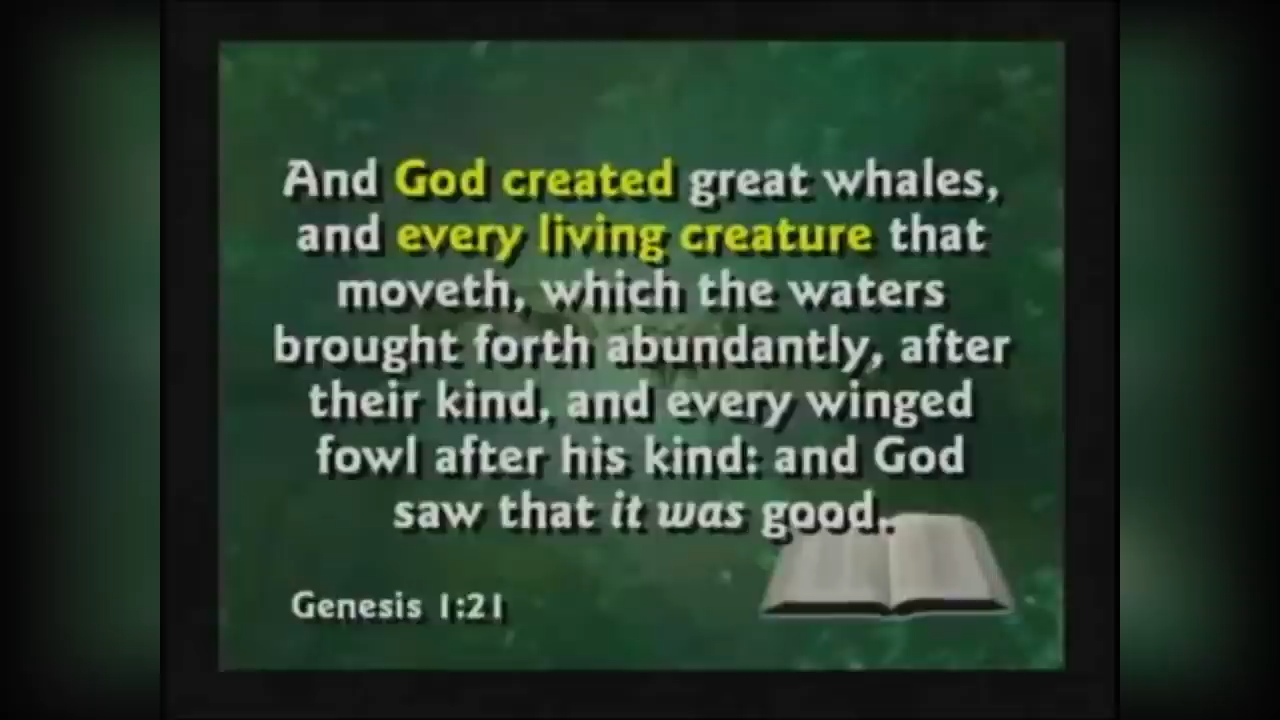 And God created great whales,
and every living creature that
moveth, which the waters
brought forth abundantly, after
their kind, and every winged
fowl after his kind: and God
saw that it was good.
Genesis 1:21